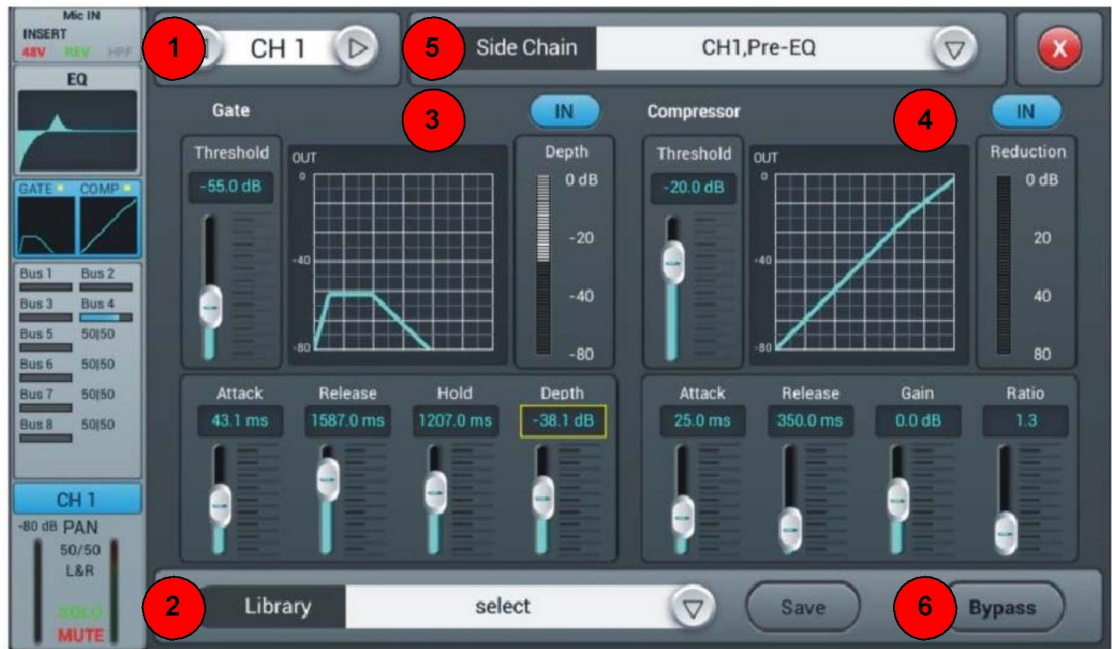 Mic IN
INSERT
48V REV HPF
EQ
GATE COMP
Bus 1 Bus 2
Bus 3 Bus 4
Bus 5 50|50
Bus 6 50|50
Bus 7 50|50
Bus 8 50|50
CH 1
-80 dB PAN
50/50
L&R
SOLO
MUTE
1 CH 1
5 Side Chain CH1,Pre-EQ
X
Gate 3 IN
Threshold
-55.0 dB
OUT
0
-40
-80
Depth
0 dB
-20
-40
-80
Attack Release Hold Depth
43.1 ms 1587.0 ms 1207.0 ms -38.1 dB
Compressor 4 IN
Threshold
-20.0 dB
OUT
0
-40
-80
Reduction
0 dB
20
40
80
Attack Release Gain Ratio
25.0 ms 350.0 ms 0.0 dB 1.3
2 Library select Save 6 Bypass